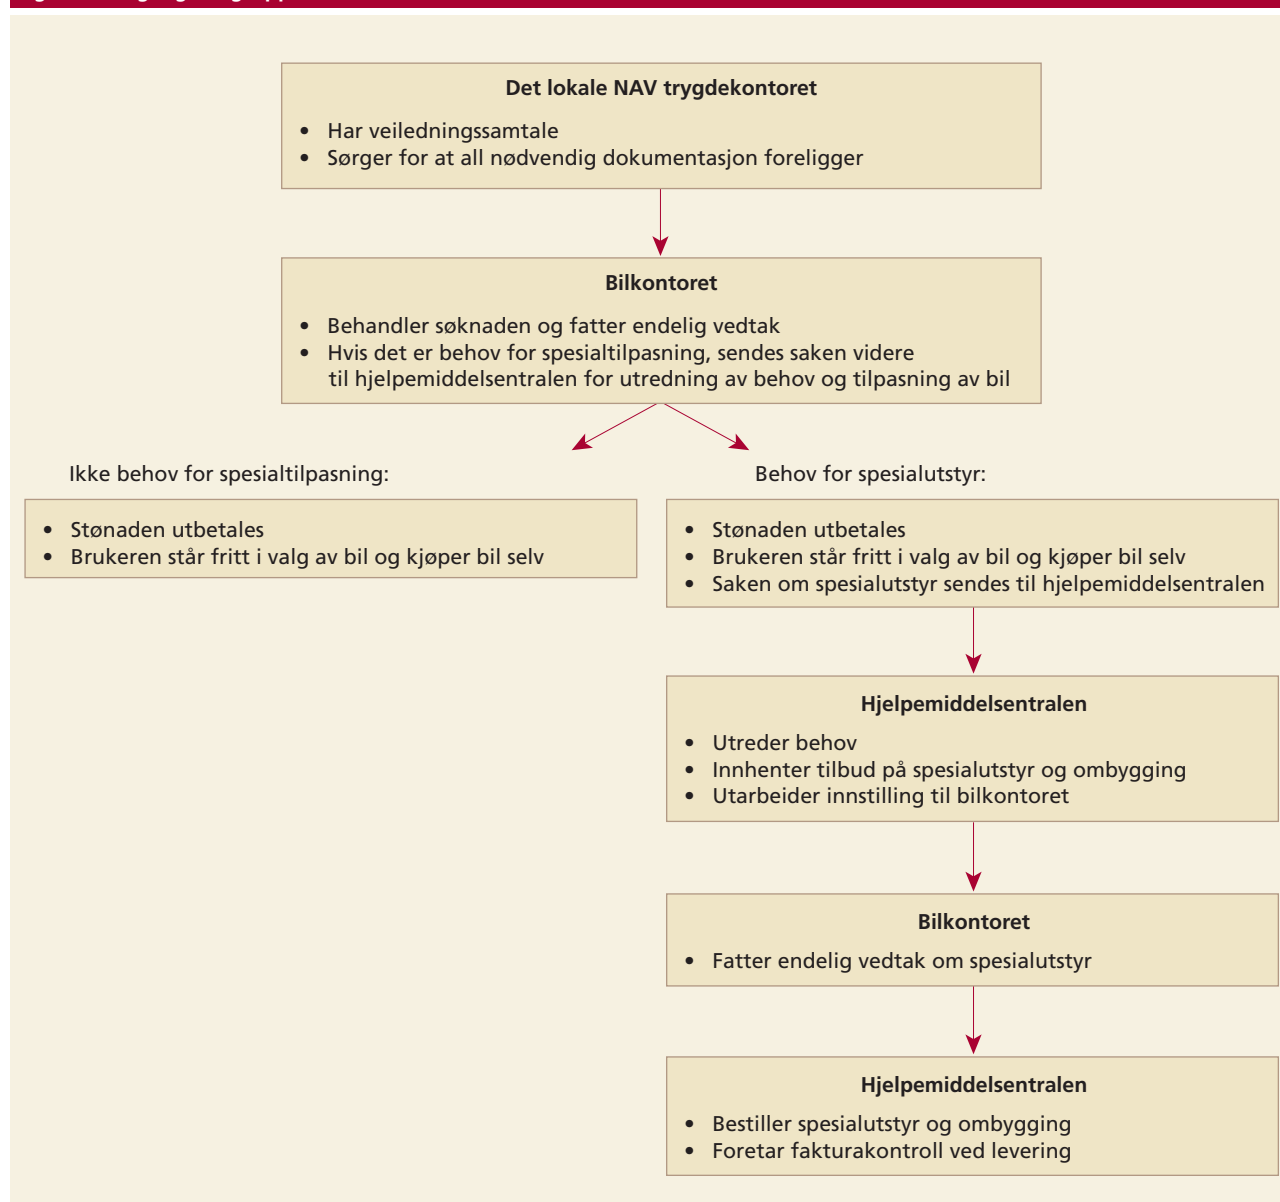 Det lokale NAV trygdekontoret
• Har veiledningssamtale
• Sørger for at all nødvendig dokumentasjon foreligger
Bilkontoret
• Behandler søknaden og fatter endelig vedtak
• Hvis det er behov for spesialtilpasning, sendes saken videre
til hjelpemiddelsentralen for utredning av behov og tilpasning av bil
Ikke behov for spesialtilpasning:
• Stønaden utbetales
• Brukeren står fritt i valg av bil og kjøper bil selv
Behov for spesialutstyr:
• Stønaden utbetales
• Brukeren står fritt i valg av bil og kjøper bil selv
• Saken om spesialutstyr sendes til hjelpemiddelsentralen
Hjelpemiddelsentralen
• Utreder behov
• Innhenter tilbud på spesialutstyr og ombygging
• Utarbeider innstilling til bilkontoret
Bilkontoret
• Fatter endelig vedtak om spesialutstyr
Hjelpemiddelsentralen
• Bestiller spesialutstyr og ombygging
• Foretar fakturakontroll ved levering